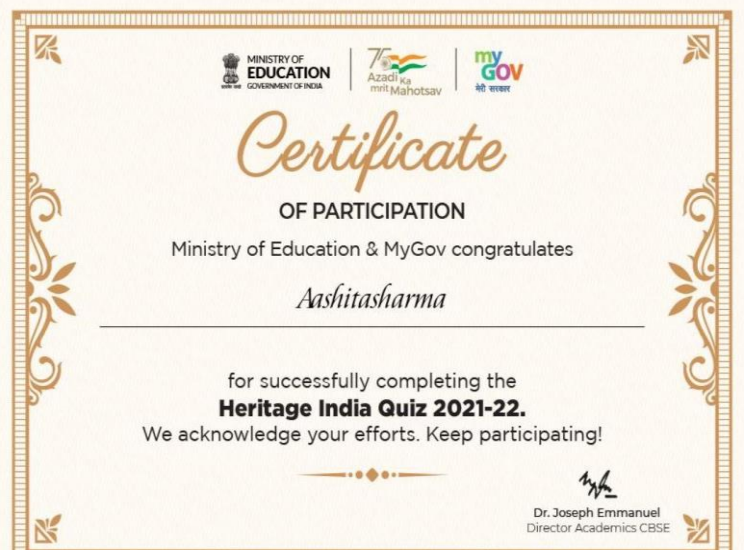 MINISTRY OF
EDUCATION
GOVERNMENT OF INDIA
75
Azadi Ka
mrit Mahotsav
my
GOV
मेरी सरकार
Certificate
OF PARTICIPATION
Ministry of Education & MyGov congratulates
Aashitasharma
for successfully completing the
Heritage India Quiz 2021-22.
We acknowledge your efforts. Keep participating!
Dr. Joseph Emmanuel
Director Academics CBSE